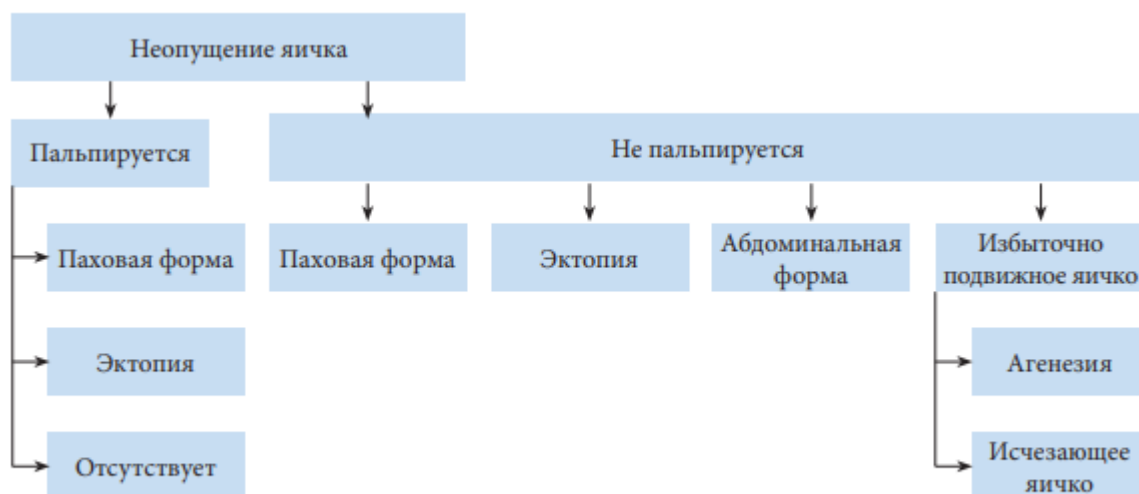 Неопущение яичка
Пальпируется
Не пальпируется
Паховая форма
Паховая форма
Эктопия
Абдоминальная
форма
Избыточно
подвижное яичко
Эктопия
Агенезия
Отсутствует
Исчезающее
яичко